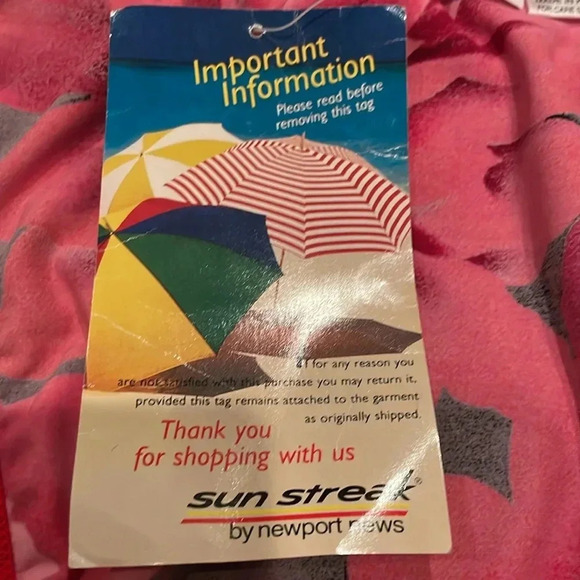 Important
Information
Please read before
removing this tag
If for any reason you
are not satisfied with this purchase you may return it,
provided this tag remains attached to the garment
as originally shipped.
Thank you
for shopping with us
sun streak®
by newport news
FOR CARE